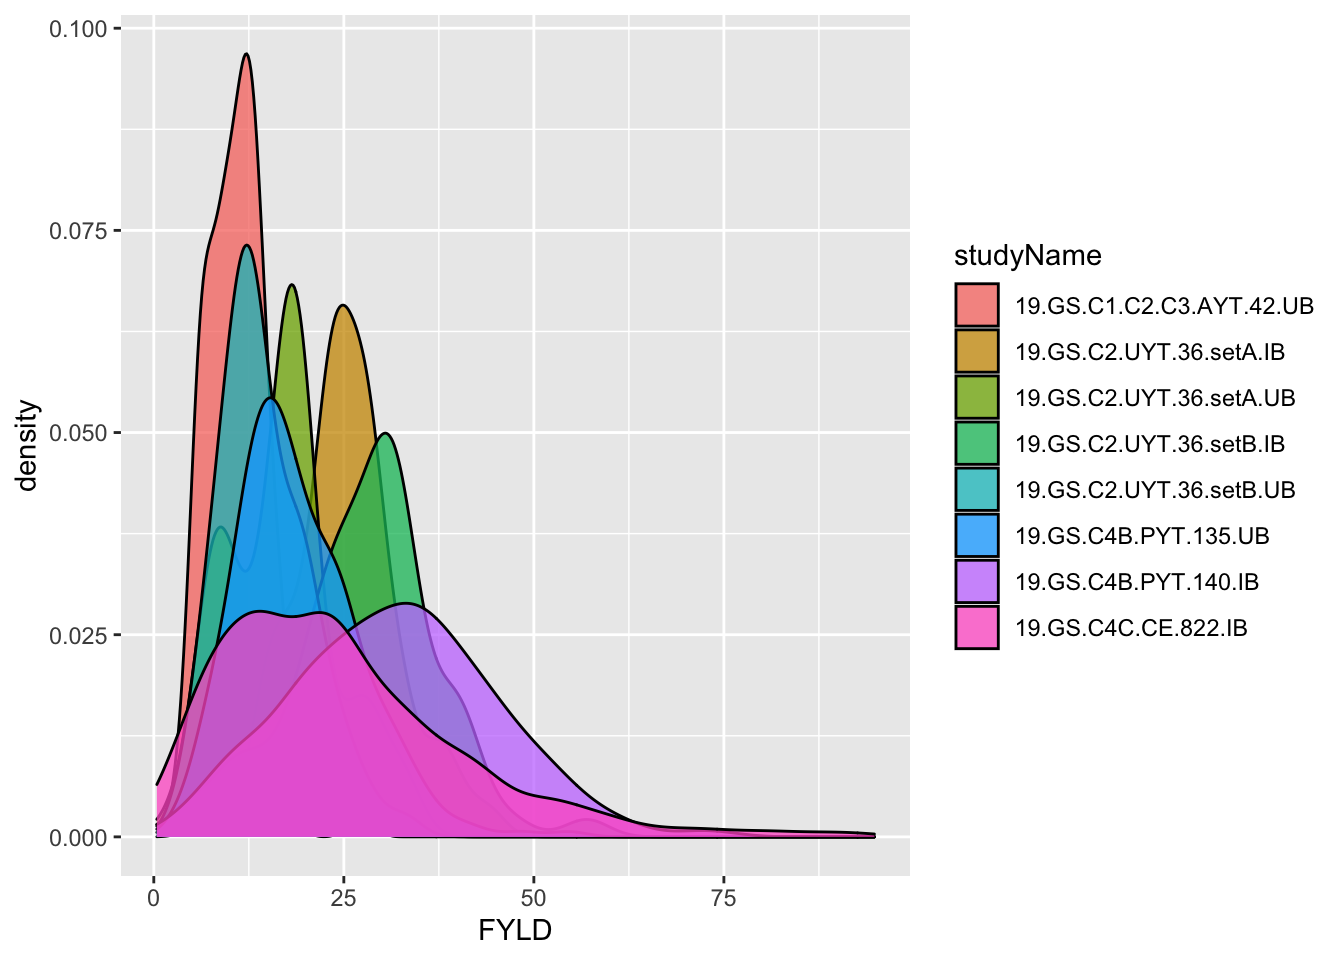 0.100
0.075
0.050
0.025
0.000
density
0
25
50
75
FYLD
studyName
19.GS.C1.C2.C3.AYT.42.UB
19.GS.C2.UYT.36.setA.IB
19.GS.C2.UYT.36.setA.UB
19.GS.C2.UYT.36.setB.IB
19.GS.C2.UYT.36.setB.UB
19.GS.C4B.PYT.135.UB
19.GS.C4B.PYT.140.IB
19.GS.C4C.CE.822.IB